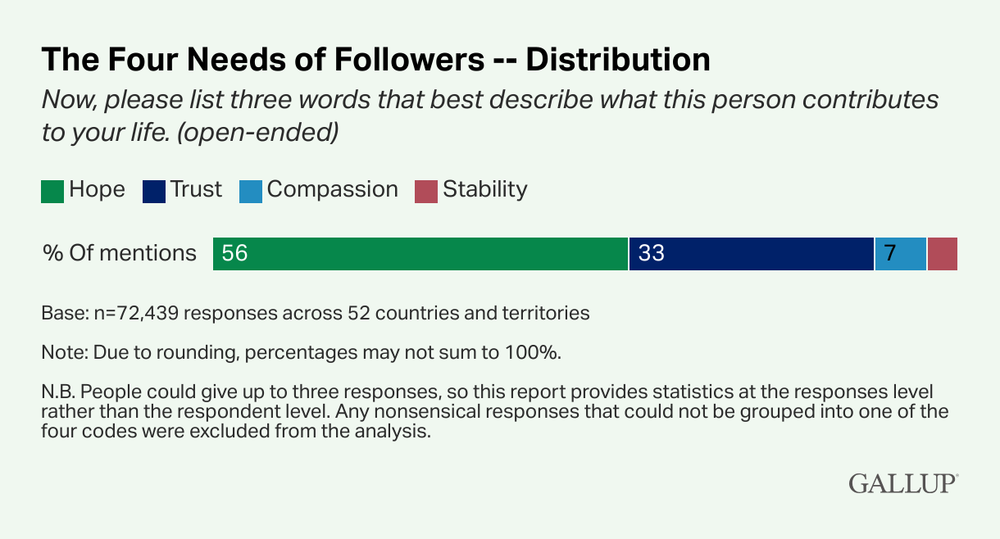 The Four Needs of Followers -- Distribution
Now, please list three words that best describe what this person contributes
to your life. (open-ended)
Hope Trust Compassion Stability
% Of mentions 56 33 7
Base: n=72,439 responses across 52 countries and territories
Note: Due to rounding, percentages may not sum to 100%.
N.B. People could give up to three responses, so this report provides statistics at the responses level
rather than the respondent level. Any nonsensical responses that could not be grouped into one of the
four codes were excluded from the analysis.
GALLUP®